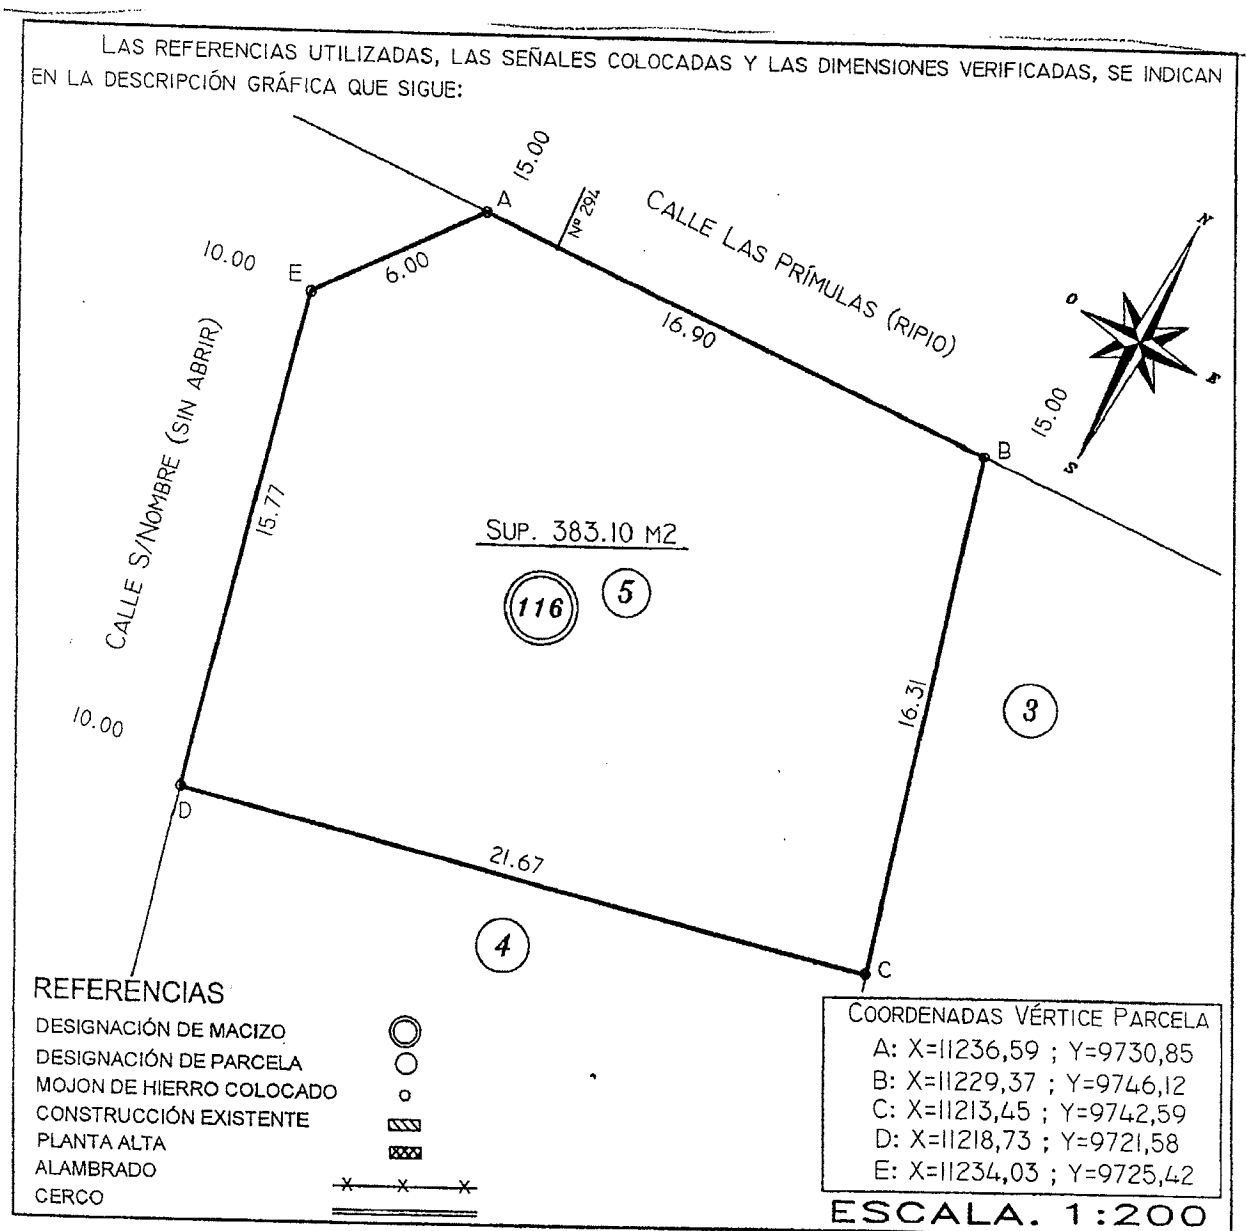 LAS REFERENCIAS UTILIZADAS, LAS SEÑALES COLOCADAS Y LAS DIMENSIONES VERIFICADAS, SE INDICAN
EN LA DESCRIPCIÓN GRÁFICA QUE SIGUE:
15.00
A
Nº 294
CALLE LAS PRÍMULAS (RIPIO)
N
10.00
E
6.00
O
16.90
E
15.00
B
S
CALLE S/NOMBRE (SIN ABRIR)
15.77
SUP. 383.10 M2
116
5
16.31
3
10.00
D
21.67
4
C
REFERENCIAS
DESIGNACIÓN DE MACIZO
DESIGNACIÓN DE PARCELA
MOJON DE HIERRO COLOCADO
CONSTRUCCIÓN EXISTENTE
PLANTA ALTA
ALAMBRADO
CERCO
COORDENADAS VÉRTICE PARCELA
A: X=11236,59 ; Y=9730,85
B: X=11229,37 ; Y=9746,12
C: X=11213,45 ; Y=9742,59
D: X=11218,73 ; Y=9721,58
E: X=11234,03 ; Y=9725,42
ESCALA. 1:200